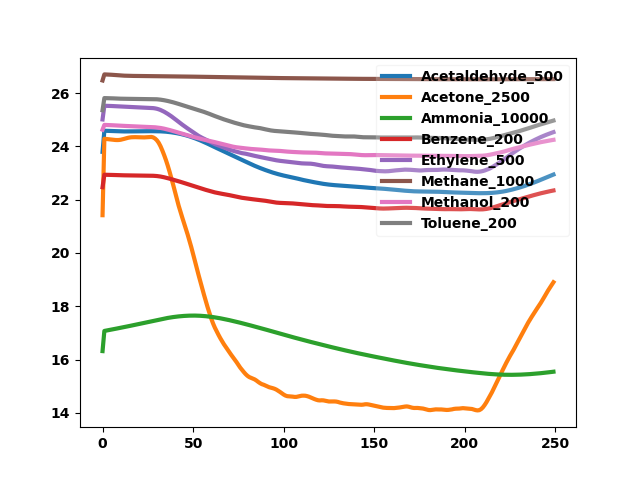 26
24
22
20
18
16
14
0
50
100
150
200
250
Acetaldehyde_500
Acetone_2500
Ammonia_10000
Benzene_200
Ethylene_500
Methane_1000
Methanol_200
Toluene_200